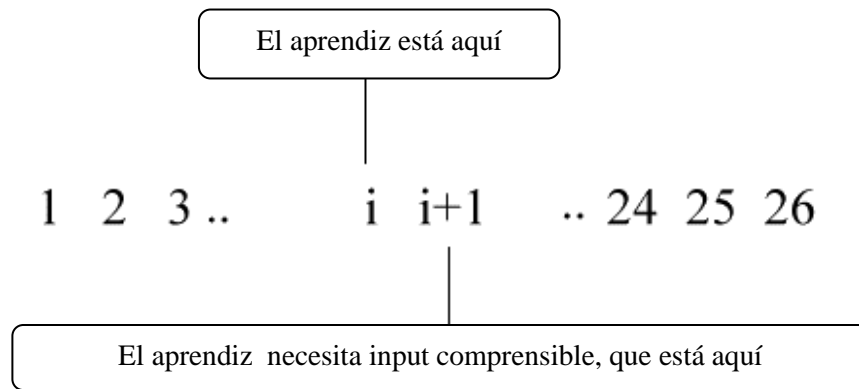 El aprendiz está aquí
1 2 3 .. i i+1 .. 24 25 26
El aprendiz necesita input comprensible, que está aquí